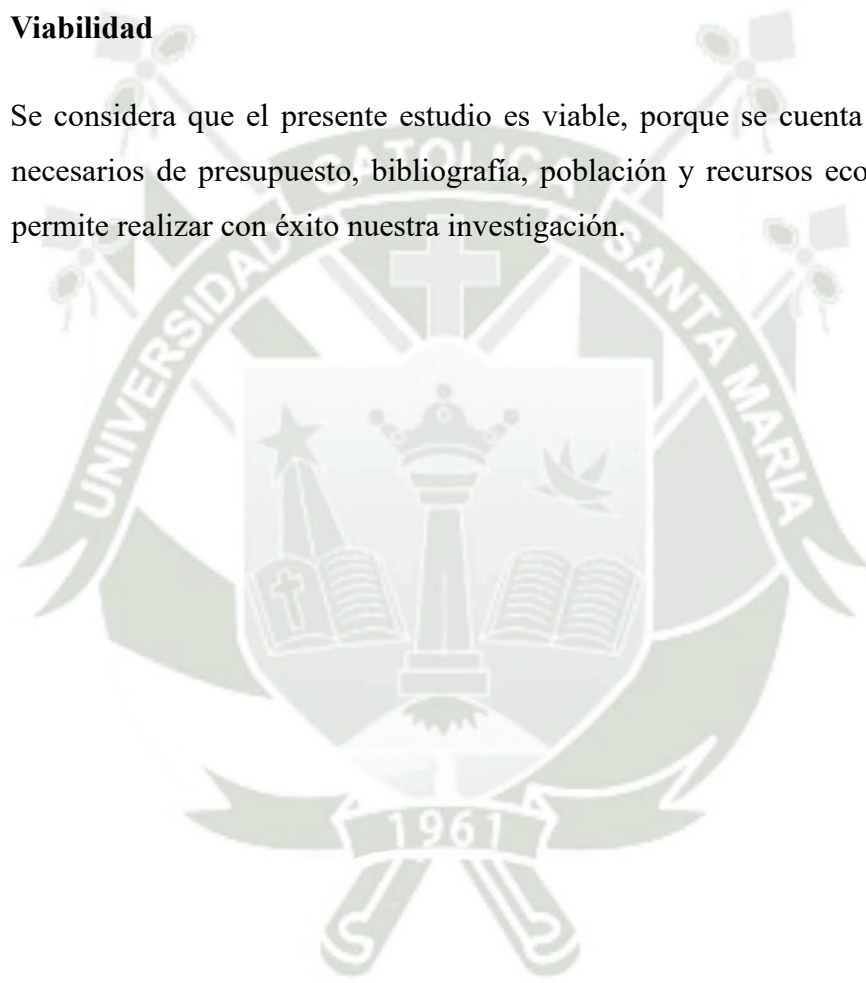 Viabilidad
Se considera que el presente estudio es viable, porque se cuenta
necesarios de presupuesto, bibliografía, población y recursos eco
permite realizar con éxito nuestra investigación.
UNIVERSIDAD CATOLICA SANTA MARIA
1961